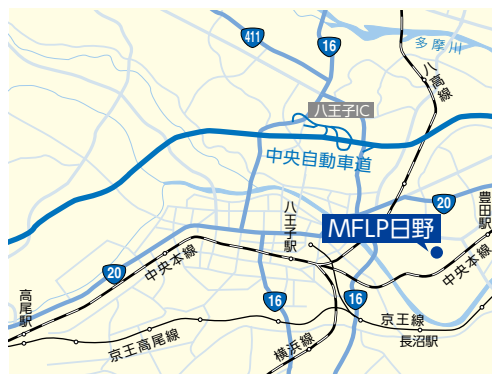 411
16
多摩川
八高線
八王子IC
中央自動車道
20
豊田駅
八王子駅
MFLP日野
中央本線
20
中央本線
高尾駅
16
16
京王線
長沼駅
京王高尾線
横浜線